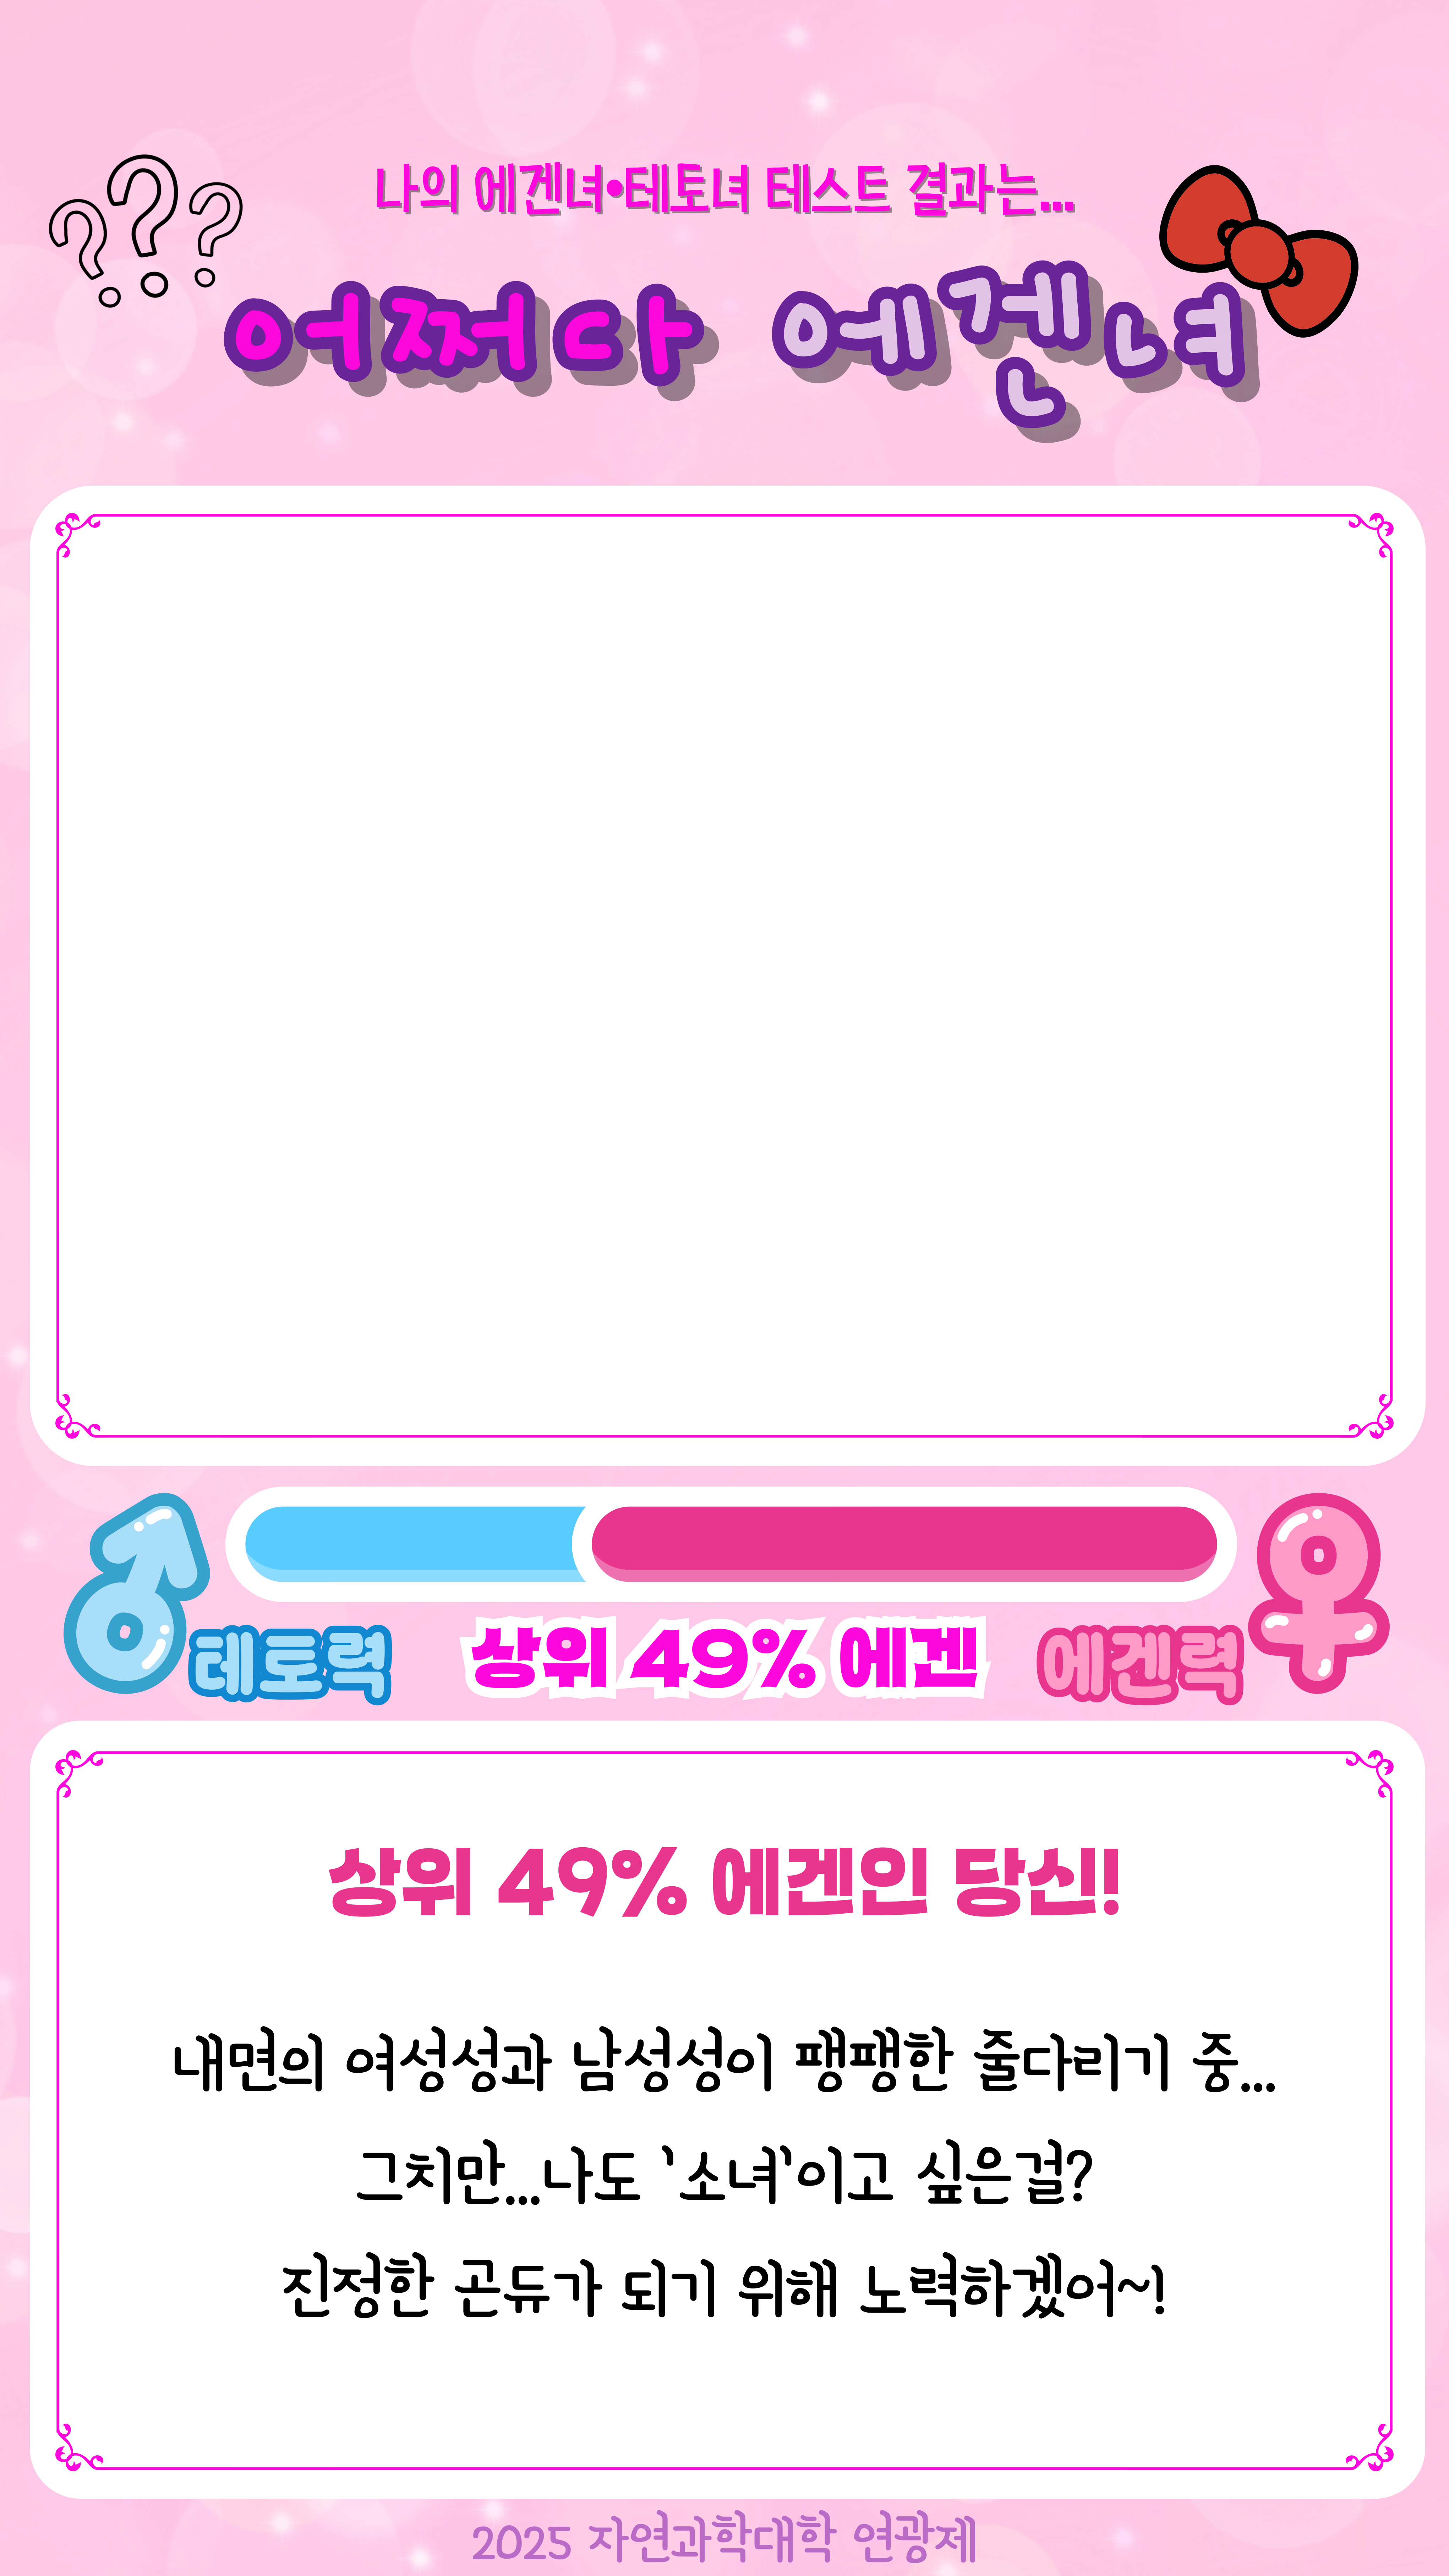 ???
나의 에겐녀•테토녀 테스트 결과는...
어쩌다 에겐녀
테토력
상위 49% 에겐
에겐력
상위 49% 에겐인 당신!
내면의 여성성과 남성성이 팽팽한 줄다리기 중...
그치만...나도 '소녀'이고 싶은걸?
진정한 곤듀가 되기 위해 노력하겠어~!
2025 자연과학대학 연광제